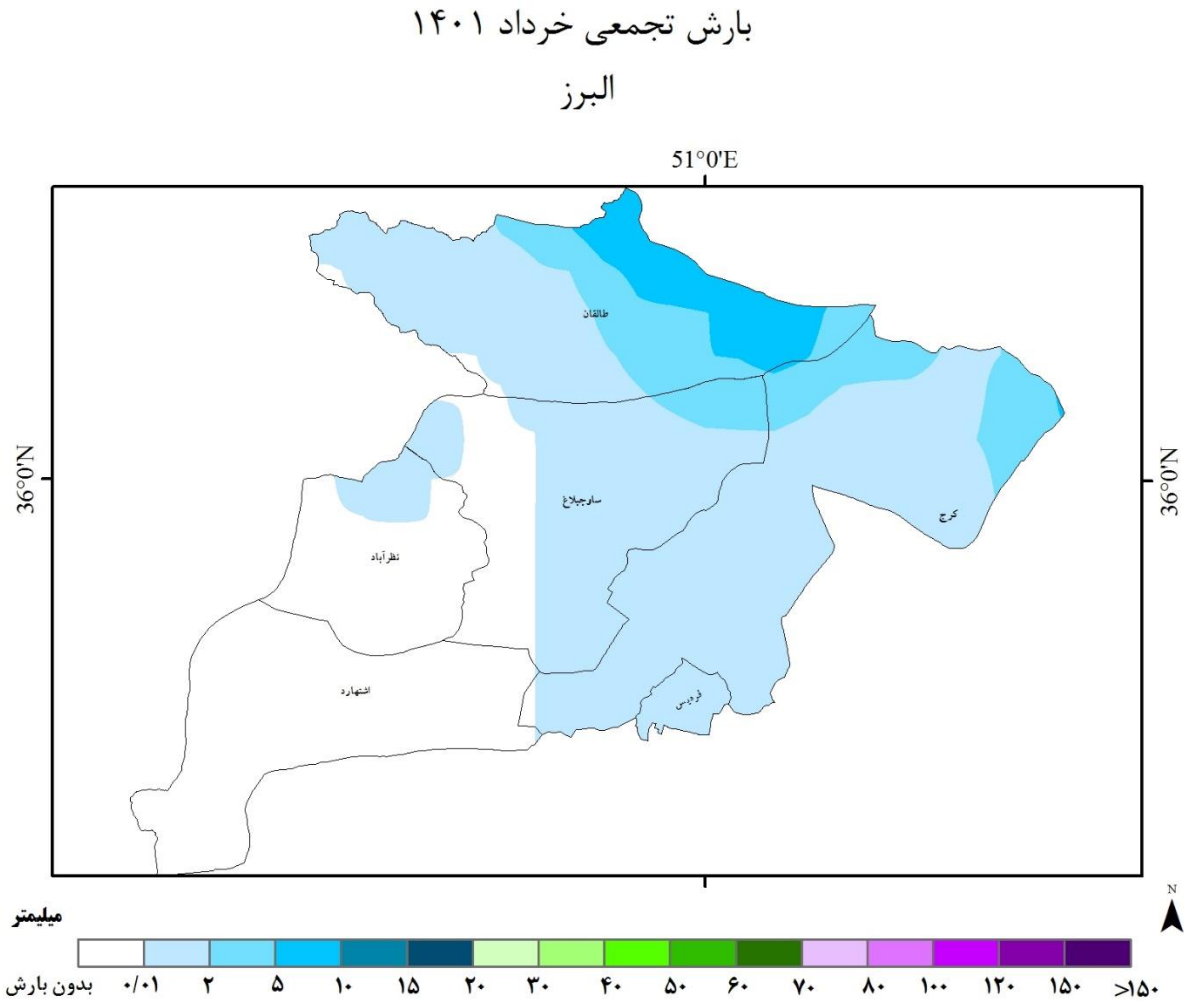 بارش تجمعی خرداد ۱۴۰۱
البرز
51°0'E
36°0'N
36°0'N
طالقان
ساوجبلاغ
کرج
نظرآباد
اشتهارد
فردیس
N
میلیمتر
بدون بارش ۰/۰۱ ۲ ۵ ۱۰ ۱۵ ۲۰ ۳۰ ۴۰ ۵۰ ۶۰ ۷۰ ۸۰ ۱۰۰ ۱۲۰ ۱۵۰ >۱۵۰